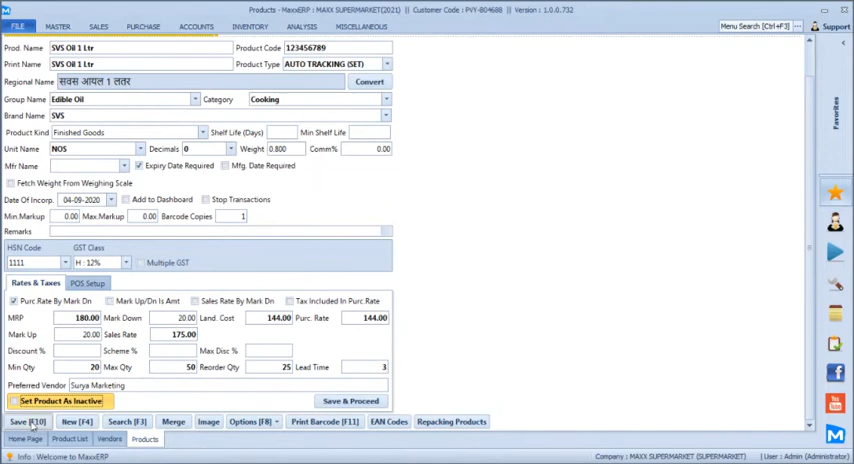 Products - MaxxERP : MAXX SUPERMARKET(2021) | Customer Code : PVY-804688 | Version : 1.0.0.732
FILE MASTER SALES PURCHASE ACCOUNTS INVENTORY ANALYSIS MISCELLANEOUS Menu Search [Ctrl+F3] ... Support
Prod. Name SVS Oil 1 Ltr Product Code 123456789
Print Name SVS Oil 1 Ltr Product Type AUTO TRACKING (SET)
Regional Name सवस आयल 1 लतर Convert
Group Name Edible Oil Category Cooking
Brand Name SVS
Product Kind Finished Goods Shelf Life (Days) Min Shelf Life
Unit Name NOS Decimals 0 Weight 0.800 Comm% 0.00
Mfr Name Expiry Date Required Mfg. Date Required
Fetch Weight From Weighing Scale
Date Of Incorp. 04-09-2020 Add to Dashboard Stop Transactions
Min.Markup 0.00 Max.Markup 0.00 Barcode Copies 1
Remarks
HSN Code GST Class
1111 H : 12% Multiple GST
Rates & Taxes POS Setup
Purc.Rate By Mark Dn Mark Up/Dn Is Amt Sales Rate By Mark Dn Tax Included In Purc.Rate
MRP 180.00 Mark Down 20.00 Land. Cost 144.00 Purc. Rate 144.00
Mark Up 20.00 Sales Rate 175.00
Discount % Scheme % Max Disc %
Min Qty 20 Max Qty 50 Reorder Qty 25 Lead Time 3
Preferred Vendor Surya Marketing
Set Product As Inactive Save & Proceed
Save [F10] New [F4] Search [F3] Merge Image Options [F8] Print Barcode [F11] EAN Codes Repacking Products
Home Page Product List Vendors Products
Info : Welcome to MaxxERP Company : MAXX SUPERMARKET (SUPERMARKET) User : Admin (Administrator)
Favorites
You
Tube